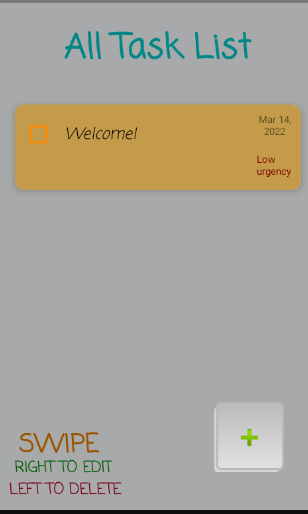 All Task List
Welcome!
Mar 14,
2022
Low
urgency
SWIPE
RIGHT TO EDIT
LEFT TO DELETE